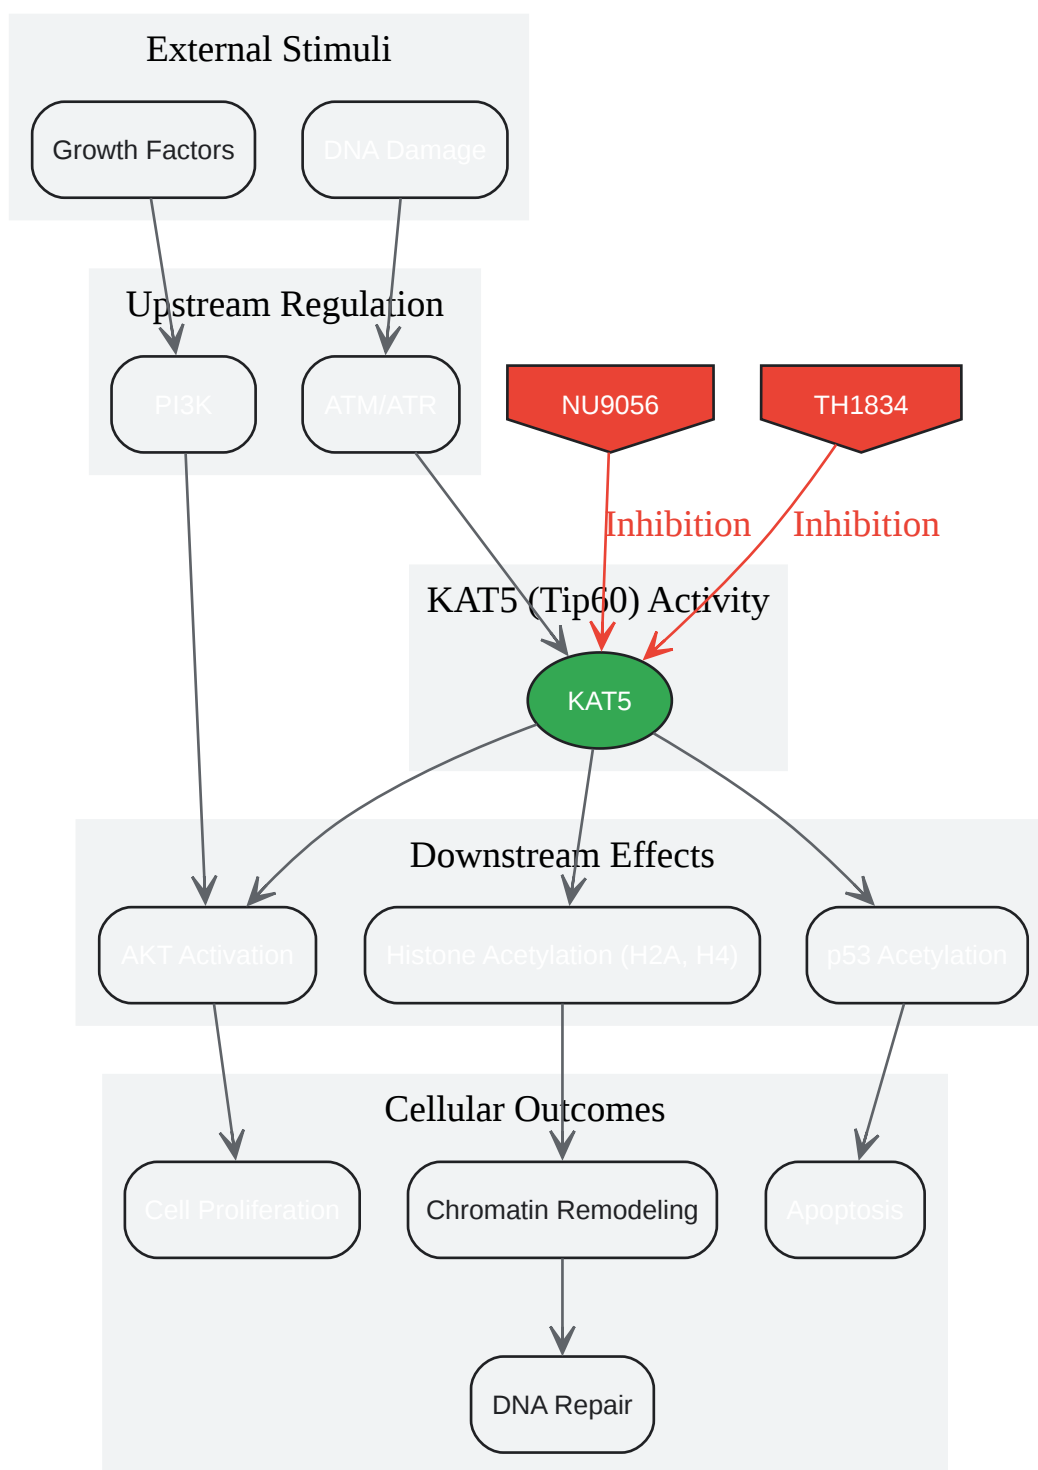 External Stimuli
Growth Factors
DNA Damage
Upstream Regulation
PI3K
ATM/ATR
NU9056
TH1834
Inhibition
Inhibition
KAT5 (Tip60) Activity
KAT5
Downstream Effects
AKT Activation
Histone Acetylation (H2A, H4)
p53 Acetylation
Cellular Outcomes
Cell Proliferation
Chromatin Remodeling
Apoptosis
DNA Repair